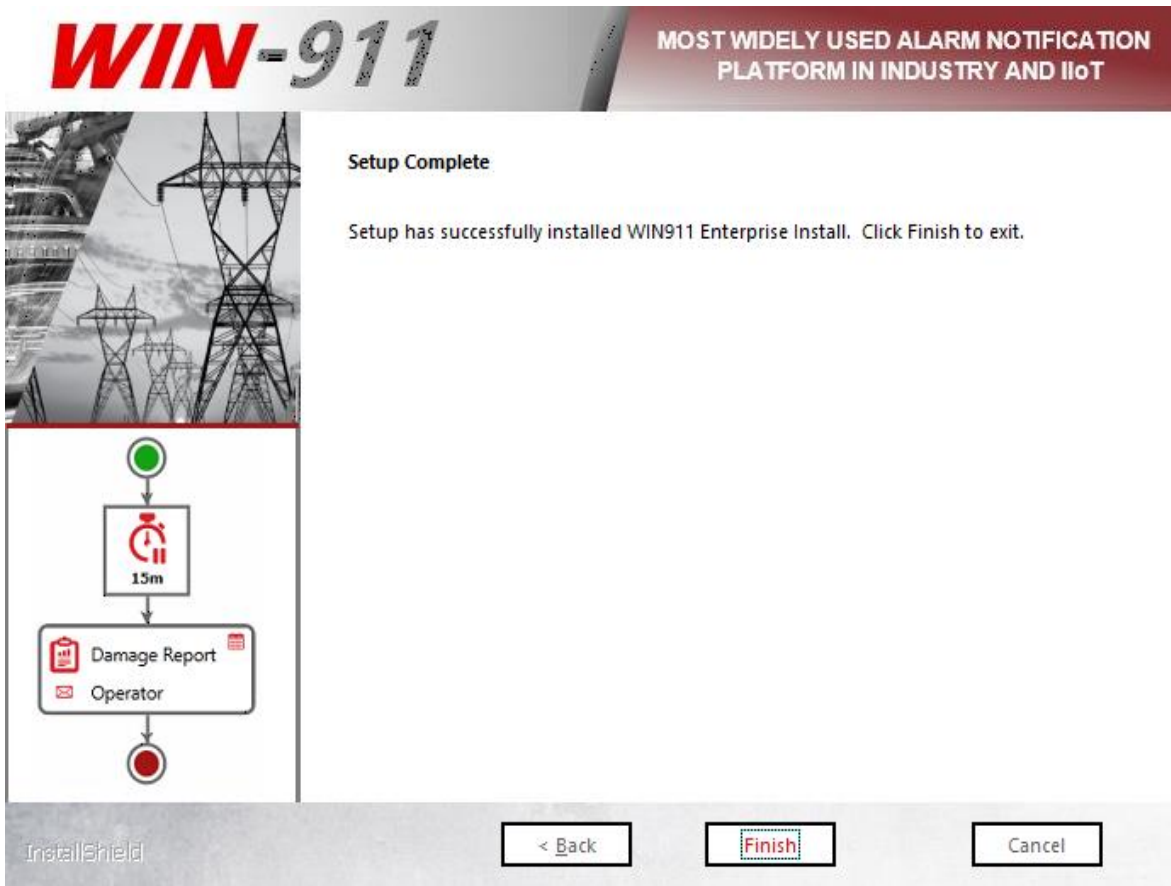 WIN-911
MOST WIDELY USED ALARM NOTIFICATION
PLATFORM IN INDUSTRY AND IIoT
Setup Complete
Setup has successfully installed WIN911 Enterprise Install.  Click Finish to exit.
15m
Damage Report
Operator
InstallShield
< Back
Finish
Cancel